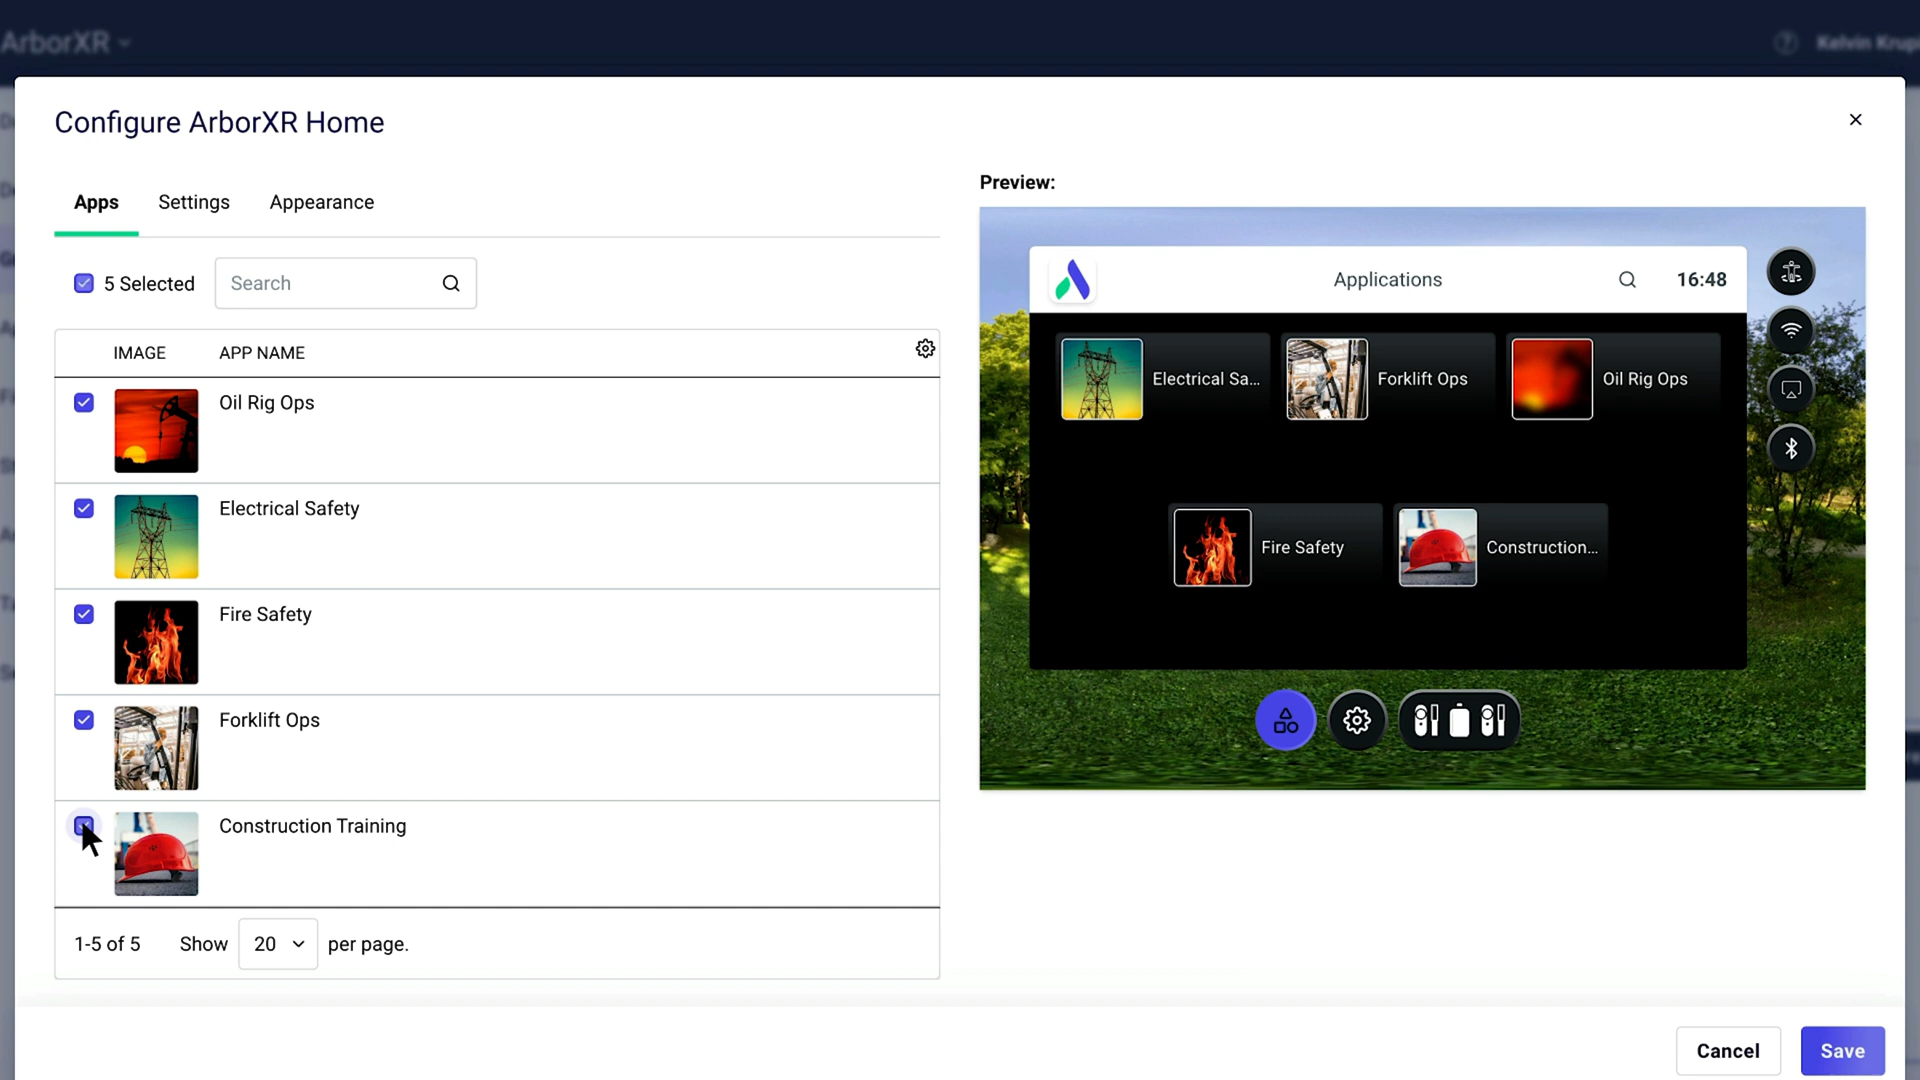 ArborXR
Configure ArborXR Home
Apps
Settings
Appearance
5 Selected
Search
IMAGE
APP NAME
Oil Rig Ops
Electrical Safety
Fire Safety
Forklift Ops
Construction Training
1-5 of 5
Show
20
per page.
Preview:
Applications
16:48
Electrical Sa...
Forklift Ops
Oil Rig Ops
Fire Safety
Construction...
Cancel
Save